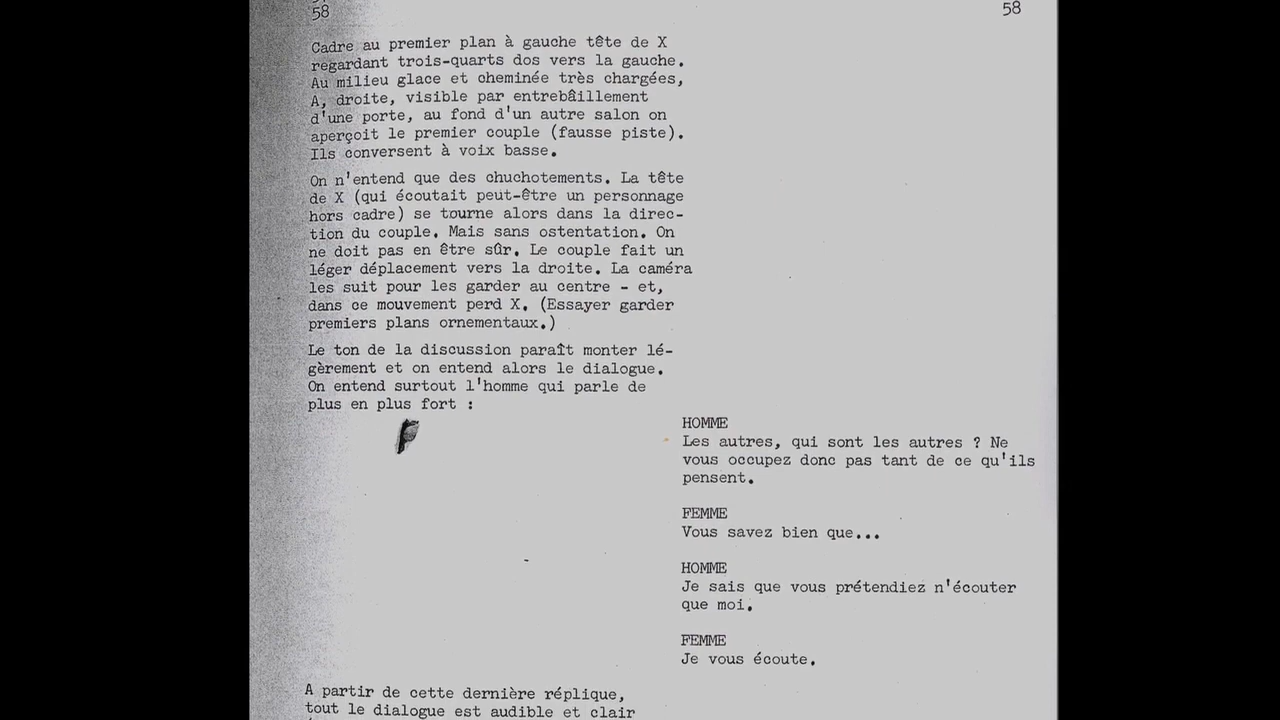 58
58
Cadre au premier plan à gauche tête de X
regardant trois-quarts dos vers la gauche.
Au milieu glace et cheminée très chargées,
A, droite, visible par entrebâillement
d'une porte, au fond d'un autre salon on
aperçoit le premier couple (fausse piste).
Ils conversent à voix basse.
On n'entend que des chuchotements. La tête
de X (qui écoutait peut-être un personnage
hors cadre) se tourne alors dans la direc-
tion du couple. Mais sans ostentation. On
ne doit pas en être sûr. Le couple fait un
léger déplacement vers la droite. La caméra
les suit pour les garder au centre - et,
dans ce mouvement perd X. (Essayer garder
premiers plans ornementaux.)
Le ton de la discussion paraît monter lé-
gèrement et on entend alors le dialogue.
On entend surtout l'homme qui parle de
plus en plus fort :
HOMME
Les autres, qui sont les autres ? Ne
vous occupez donc pas tant de ce qu'ils
pensent.
FEMME
Vous savez bien que...
HOMME
Je sais que vous prétendiez n'écouter
que moi.
FEMME
Je vous écoute.
A partir de cette dernière réplique,
tout le dialogue est audible et clair